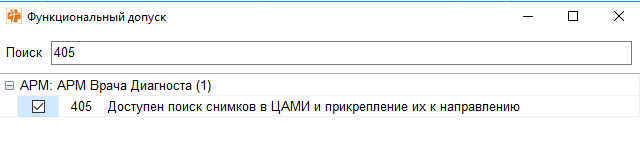 Функциональный допуск
Поиск 405
АРМ: АРМ Врача Диагноста (1)
405 Доступен поиск снимков в ЦАМИ и прикрепление их к направлению